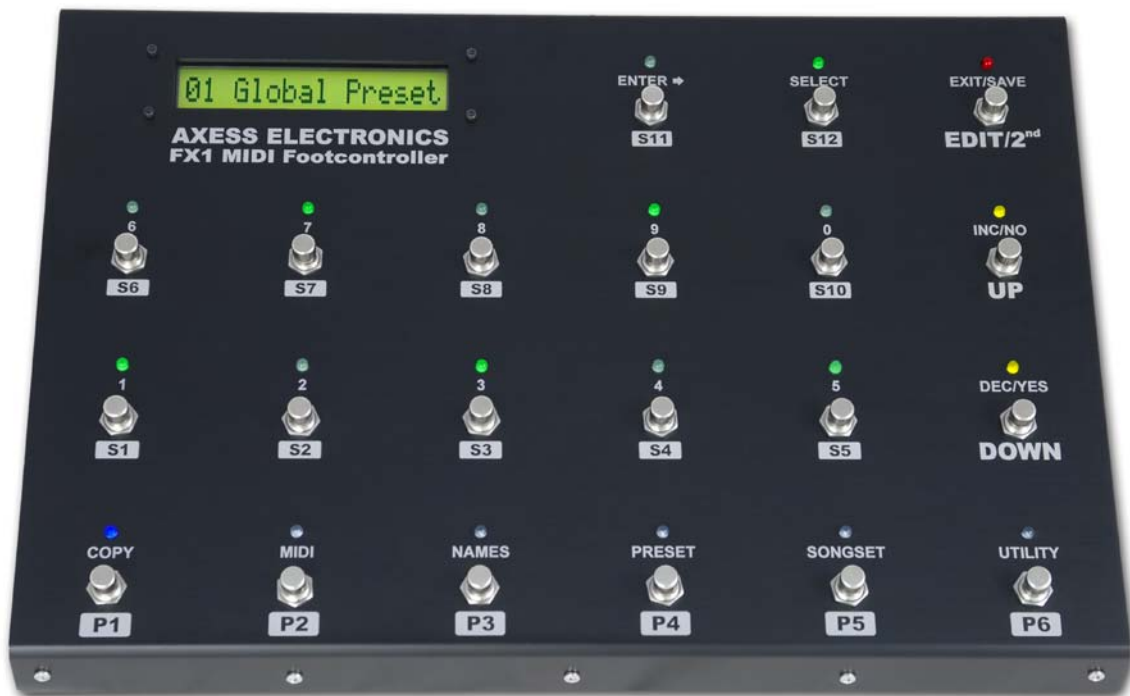 01 Global Preset
AXESS ELECTRONICS
FX1 MIDI Footcontroller
ENTER ➡ SELECT EXIT/SAVE
S11 S12 EDIT/2nd
6 7 8 9 0 INC/NO
S6 S7 S8 S9 S10 UP
1 2 3 4 5 DEC/YES
S1 S2 S3 S4 S5 DOWN
COPY MIDI NAMES PRESET SONGSET UTILITY
P1 P2 P3 P4 P5 P6